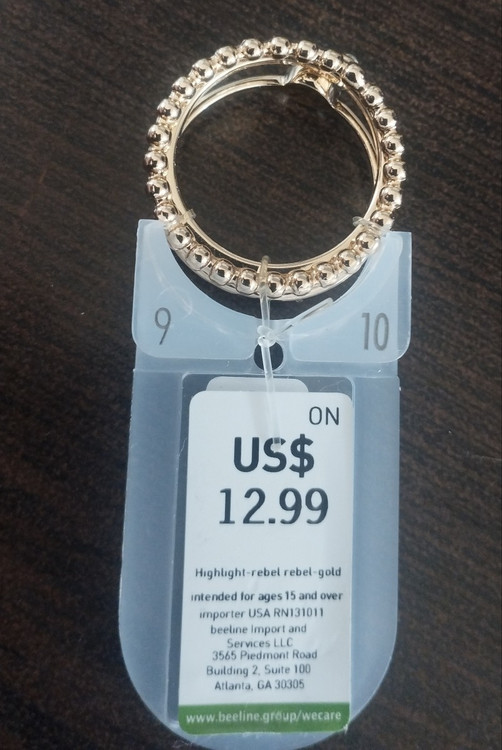 9 10
ON
US$
12.99
Highlight-rebel rebel-gold
intended for ages 15 and over
importer USA RN131011
beeline Import and
Services LLC
3565 Piedmont Road
Building 2, Suite 100
Atlanta, GA 30305
www.beeline.group/wecare